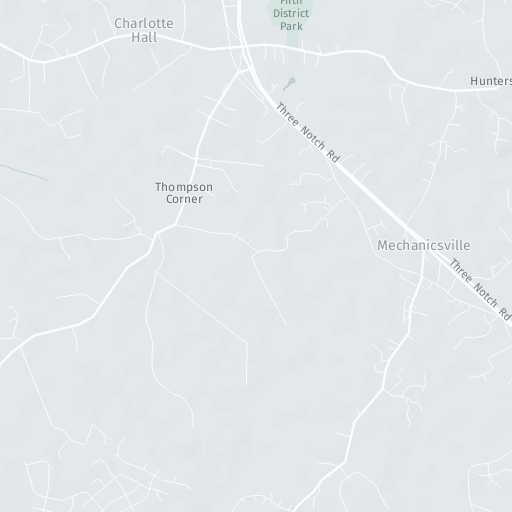 Fifth
District
Park
Charlotte
Hall
Hunters
Three Notch Rd
Thompson
Corner
Mechanicsville
Three Notch Rd